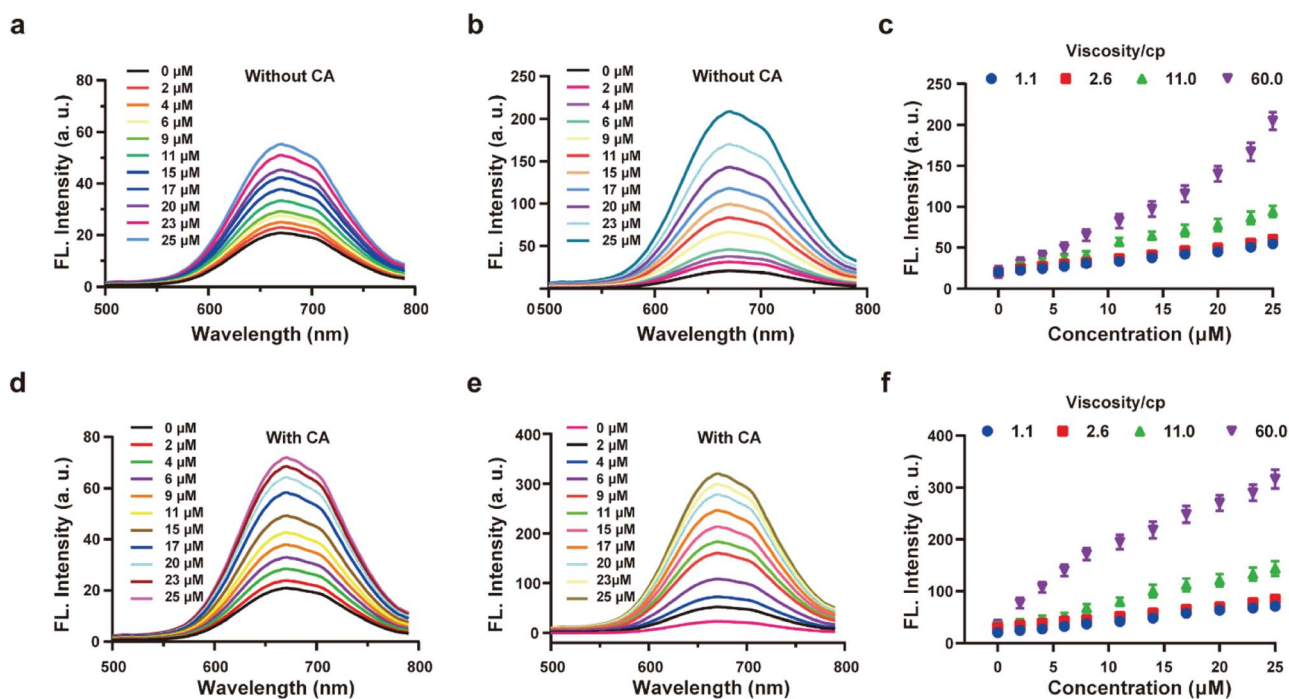 a
Without CA
0 μM
2 μM
4 μM
6 μM
9 μM
11 μM
15 μM
17 μM
20 μM
23 μM
25 μM
FL. Intensity (a. u.)
80
60
40
20
0
500 600 700 800
Wavelength (nm)
b
Without CA
0 μM
2 μM
4 μM
6 μM
9 μM
11 μM
15 μM
17 μM
20 μM
23 μM
25 μM
FL. Intensity (a. u.)
250
200
150
100
50
0500 600 700 800
Wavelength (nm)
c
Viscosity/cp
1.1 2.6 11.0 60.0
FL. Intensity (a. u.)
250
200
150
100
50
0
0 5 10 15 20 25
Concentration (μM)
d
With CA
0 μM
2 μM
4 μM
6 μM
9 μM
11 μM
15 μM
17 μM
20 μM
23 μM
25 μM
FL. Intensity (a. u.)
80
60
40
20
0
500 600 700 800
Wavelength (nm)
e
With CA
0 μM
2 μM
4 μM
6 μM
9 μM
11 μM
15 μM
17 μM
20 μM
23μM
25 μM
FL. Intensity (a. u.)
400
300
200
100
0
500 600 700 800
Wavelength (nm)
f
Viscosity/cp
1.1 2.6 11.0 60.0
FL. Intensity (a. u.)
400
300
200
100
0
0 5 10 15 20 25
Concentration (μM)